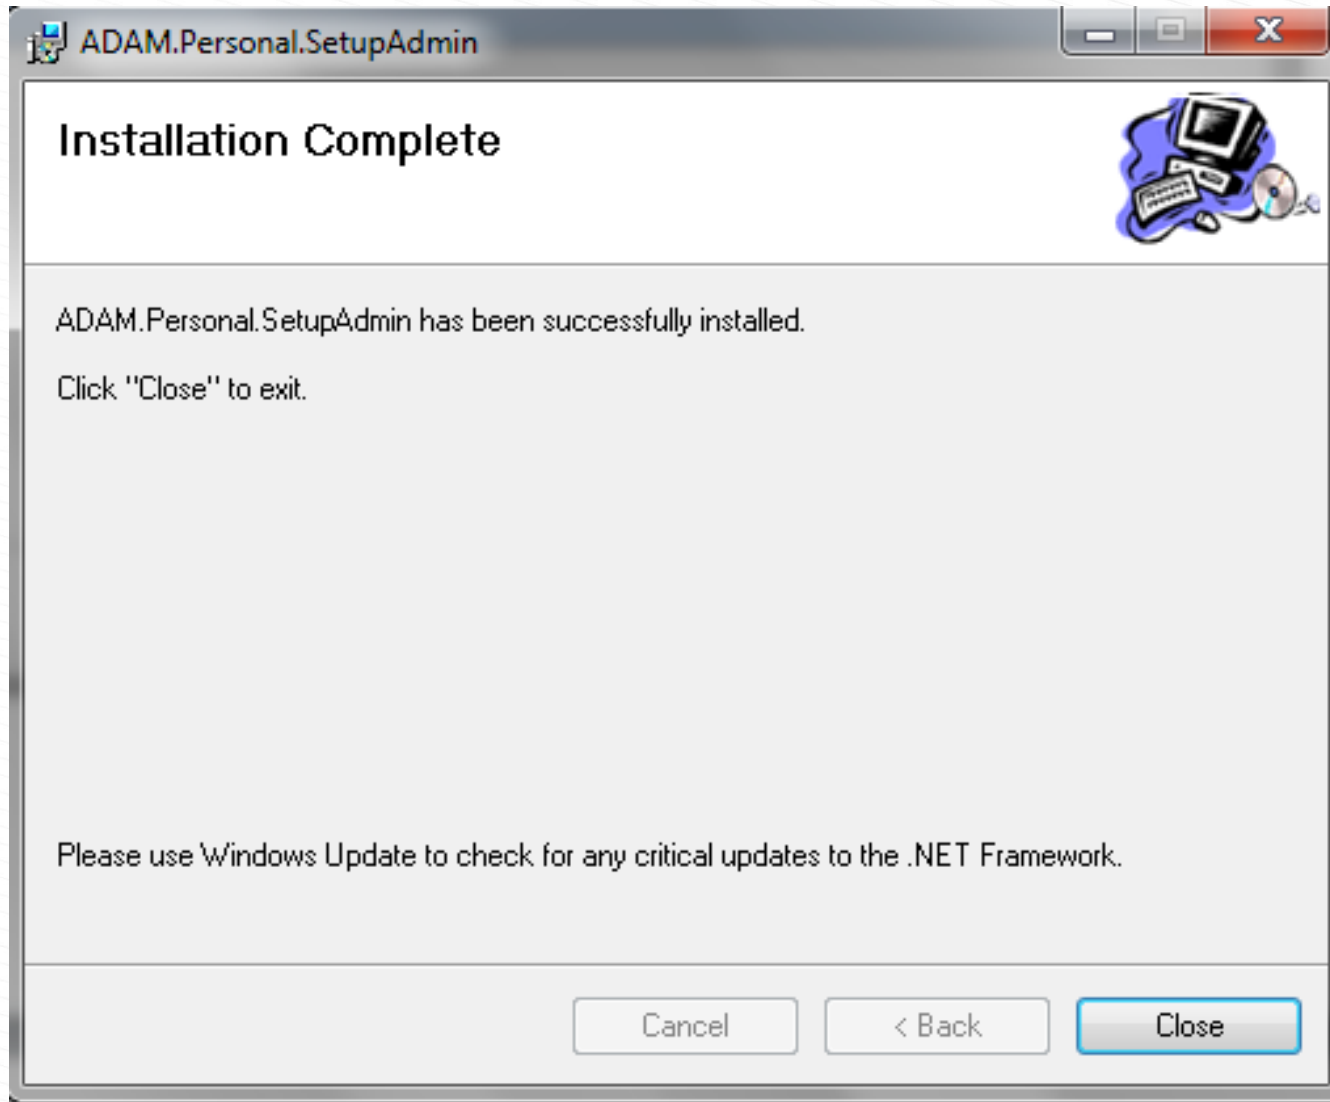 ADAM.Personal.SetupAdmin
Installation Complete
ADAM.Personal.SetupAdmin has been successfully installed.
Click "Close" to exit.
Please use Windows Update to check for any critical updates to the .NET Framework.
Cancel
< Back
Close